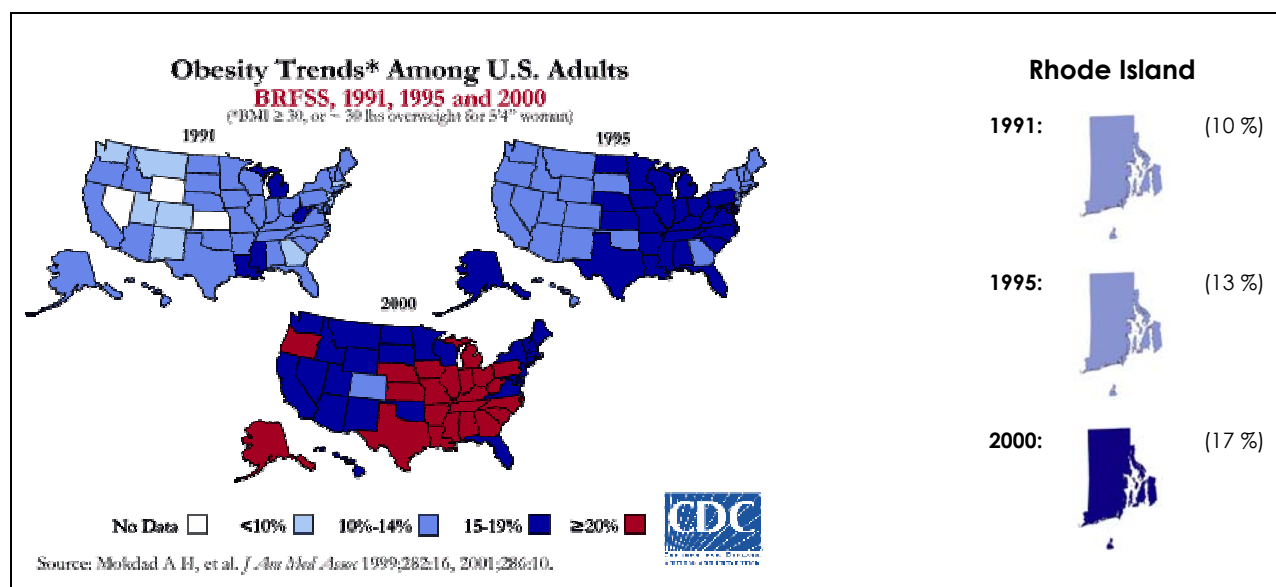 Obesity Trends* Among U.S. Adults
BRFSS, 1991, 1995 and 2000
(*BMI ≥ 30, or ~ 30 lbs overweight for 5'4" woman)
1991
1995
2000
No Data
<10%
10%-14%
15-19%
≥20%
CDC
Source: Mokdad A H, et al. J Am Med Assoc 1999;282:16, 2001;286:10.
Rhode Island
1991: (10 %)
1995: (13 %)
2000: (17 %)